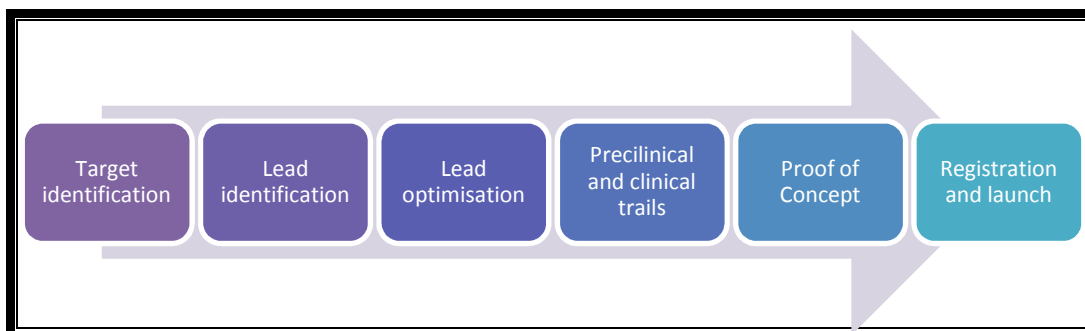 Target
identification
Lead
identification
Lead
optimisation
Precilinical
and clinical
trails
Proof of
Concept
Registration
and launch